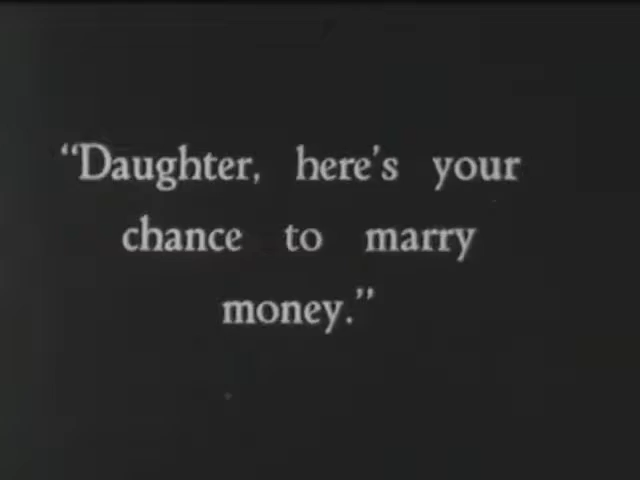 “Daughter, here's your
chance to marry
money.”